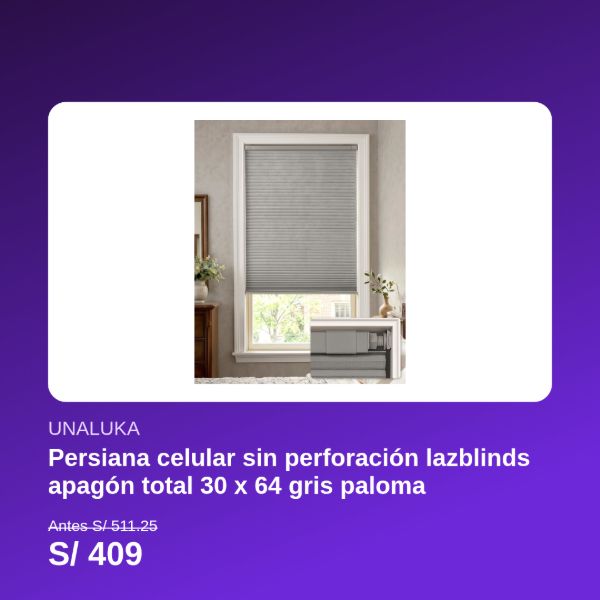 UNALUKA
Persiana celular sin perforación lazblinds
apagón total 30 x 64 gris paloma
Antes S/ 511.25
S/ 409